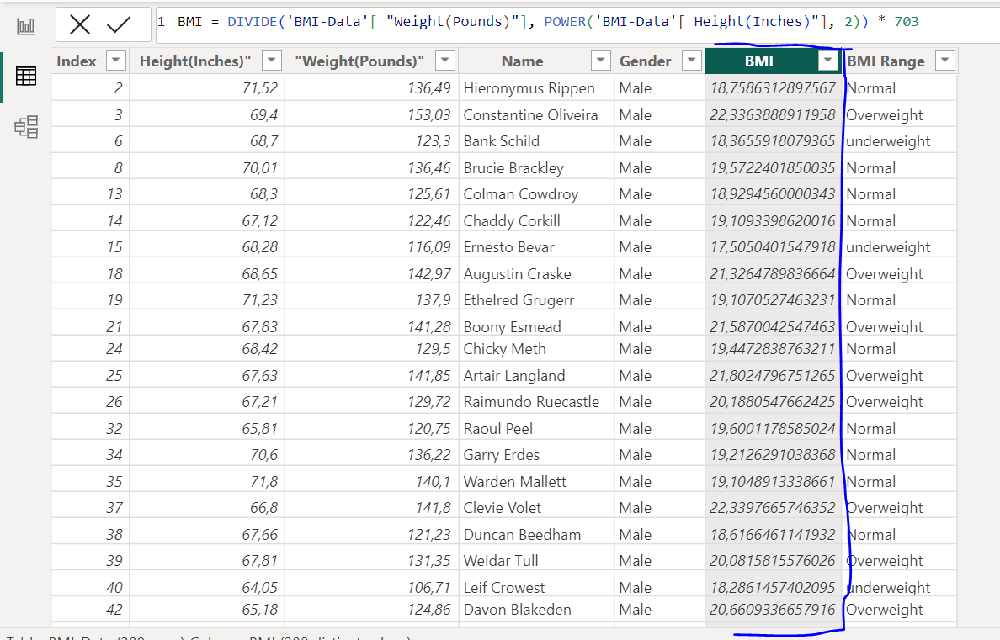 1 BMI = DIVIDE('BMI-Data'[ "Weight(Pounds)"], POWER('BMI-Data'[ Height(Inches)"], 2)) * 703
Index Height(Inches) "Weight(Pounds)" Name Gender BMI BMI Range
2 71,52 136,49 Hieronymus Rippen Male 18,7586312897567 Normal
3 69,4 153,03 Constantine Oliveira Male 22,3363888911958 Overweight
6 68,7 123,3 Bank Schild Male 18,3655918079365 underweight
8 70,01 136,46 Brucie Brackley Male 19,5722401850035 Normal
13 68,3 125,61 Colman Cowdroy Male 18,9294560000343 Normal
14 67,12 122,46 Chaddy Corkill Male 19,1093398620016 Normal
15 68,28 116,09 Ernesto Bevar Male 17,5050401547918 underweight
18 68,65 142,97 Augustin Craske Male 21,3264789836664 Overweight
19 71,23 137,9 Ethelred Grugerr Male 19,1070527463231 Normal
21 67,83 141,28 Boony Esmead Male 21,5870042547463 Overweight
24 68,42 129,5 Chicky Meth Male 19,4472838763211 Normal
25 67,63 141,85 Artair Langland Male 21,8024796651265 Overweight
26 67,21 129,72 Raimundo Ruecastle Male 20,1880547662425 Overweight
32 65,81 120,75 Raoul Peel Male 19,6001178585024 Normal
34 70,6 136,22 Garry Erdes Male 19,2126291038368 Normal
35 71,8 140,1 Warden Mallett Male 19,1048913338661 Normal
37 66,8 141,8 Clevie Volet Male 22,3397665746352 Overweight
38 67,66 121,23 Duncan Beedham Male 18,6166461141932 Normal
39 67,81 131,35 Weidar Tull Male 20,0815815576026 Overweight
40 64,05 106,71 Leif Crowest Male 18,2861457402095 underweight
42 65,18 124,86 Davon Blakeden Male 20,6609336657916 Overweight